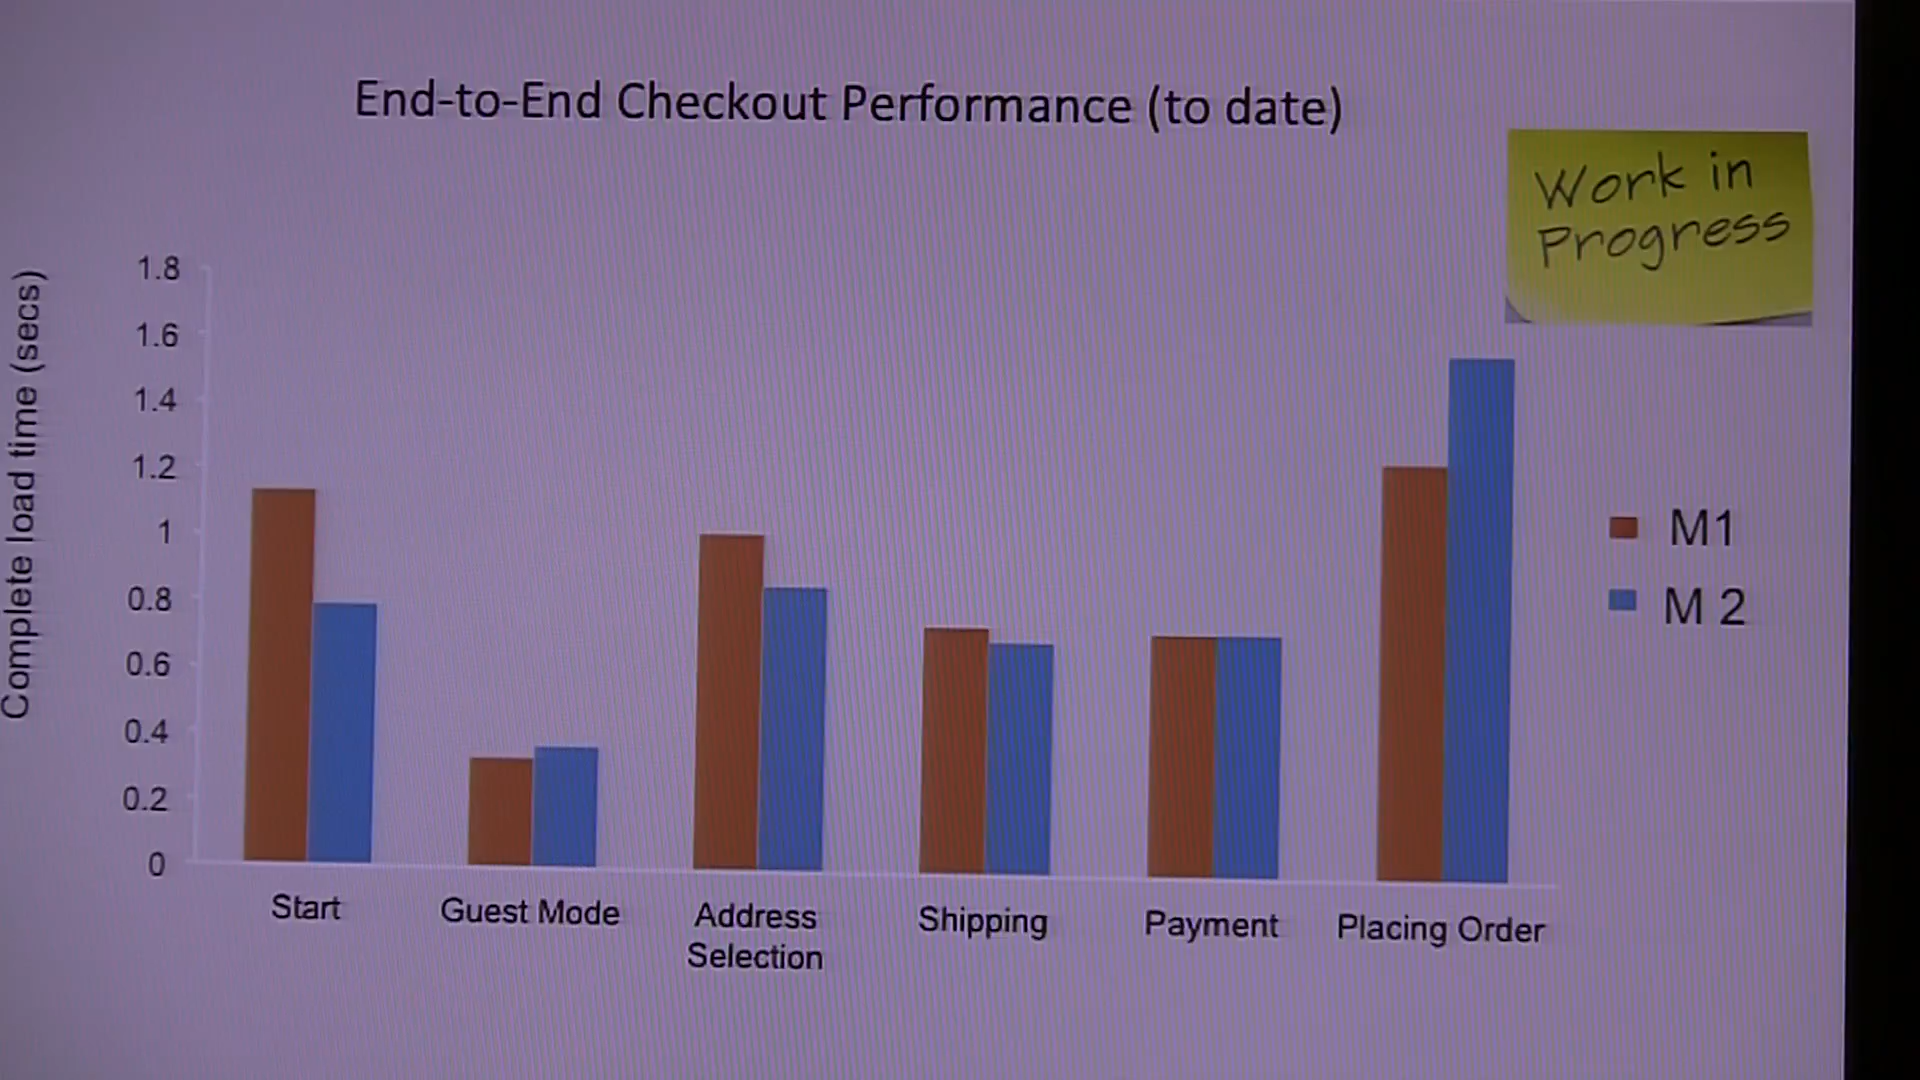 End-to-End Checkout Performance (to date)
Work in
Progress
Complete load time (secs)
1.8
1.6
1.4
1.2
1
0.8
0.6
0.4
0.2
0
Start
Guest Mode
Address
Selection
Shipping
Payment
Placing Order
M1
M 2